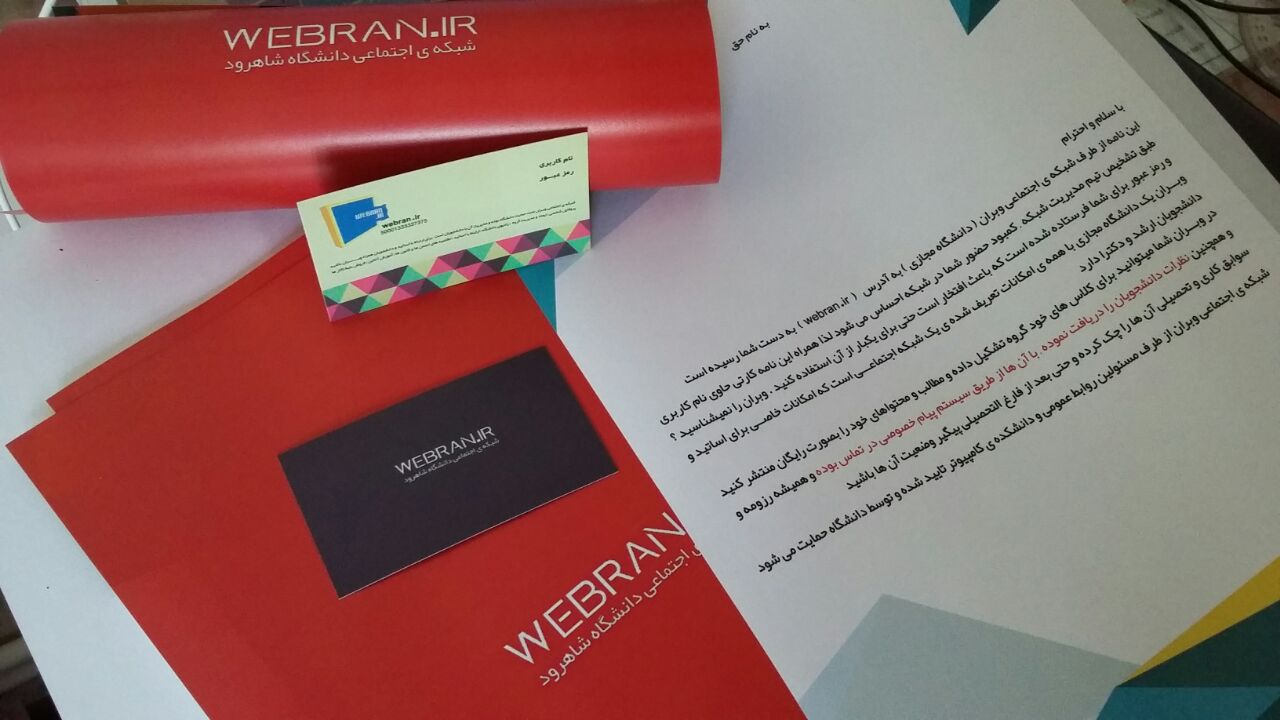 WEBRAN.IR
شبکه ی اجتماعی دانشگاه شاهرود
نام کاربری
رمز عبور
WEBRAN.IR
webran.ir
WEBRAN.IR
شبکه ی اجتماعی دانشگاه شاهرود
WEBRAN
اجتماعی دانشگاه شاهرود
به نام حق
با سلام و احترام
این نامه از طرف شبکه ی اجتماعی وبران ( دانشگاه مجازی ) به آدرس ( webran.ir ) به دست شما رسیده است
طبق تشخیص تیم مدیریت شبکه ، کمبود حضور شما در شبکه احساس می شود لذا همراه این نامه کارتی حاوی نام کاربری
و رمز عبور برای شما فرستاده شده است که باعث افتخار است حتی برای یکبار از آن استفاده کنید . وبران را نمیشناسید ؟
وبـران یک دانشگاه مجازی با همه ی امکانات تعریف شده ی یک شبکه اجتماعـی است که امکانات خاصـی برای اساتید و
دانشجویان ارشد و دکترا دارد
در وبـران شما میتوانید برای کلاس های خود گروه تشکیل داده و مطالب و محتواهای خود را بصورت رایگان منتشر کنید
و همچنین نظرات دانشجویان را دریافت نموده . با آن ها از طریق سیستم پیام خصوصی در تماس بوده و همیشه رزومه و
سوابق کاری و تحصیلی آن ها را چک کرده و حتی بعد از فارغ التحصیلی پیگیر وضعیت آن ها باشید
شبکه ی اجتماعی وبران از طرف مسئولین روابط عمومی و دانشکده ی کامپیوتر تایید شده و توسط دانشگاه حمایت می شود